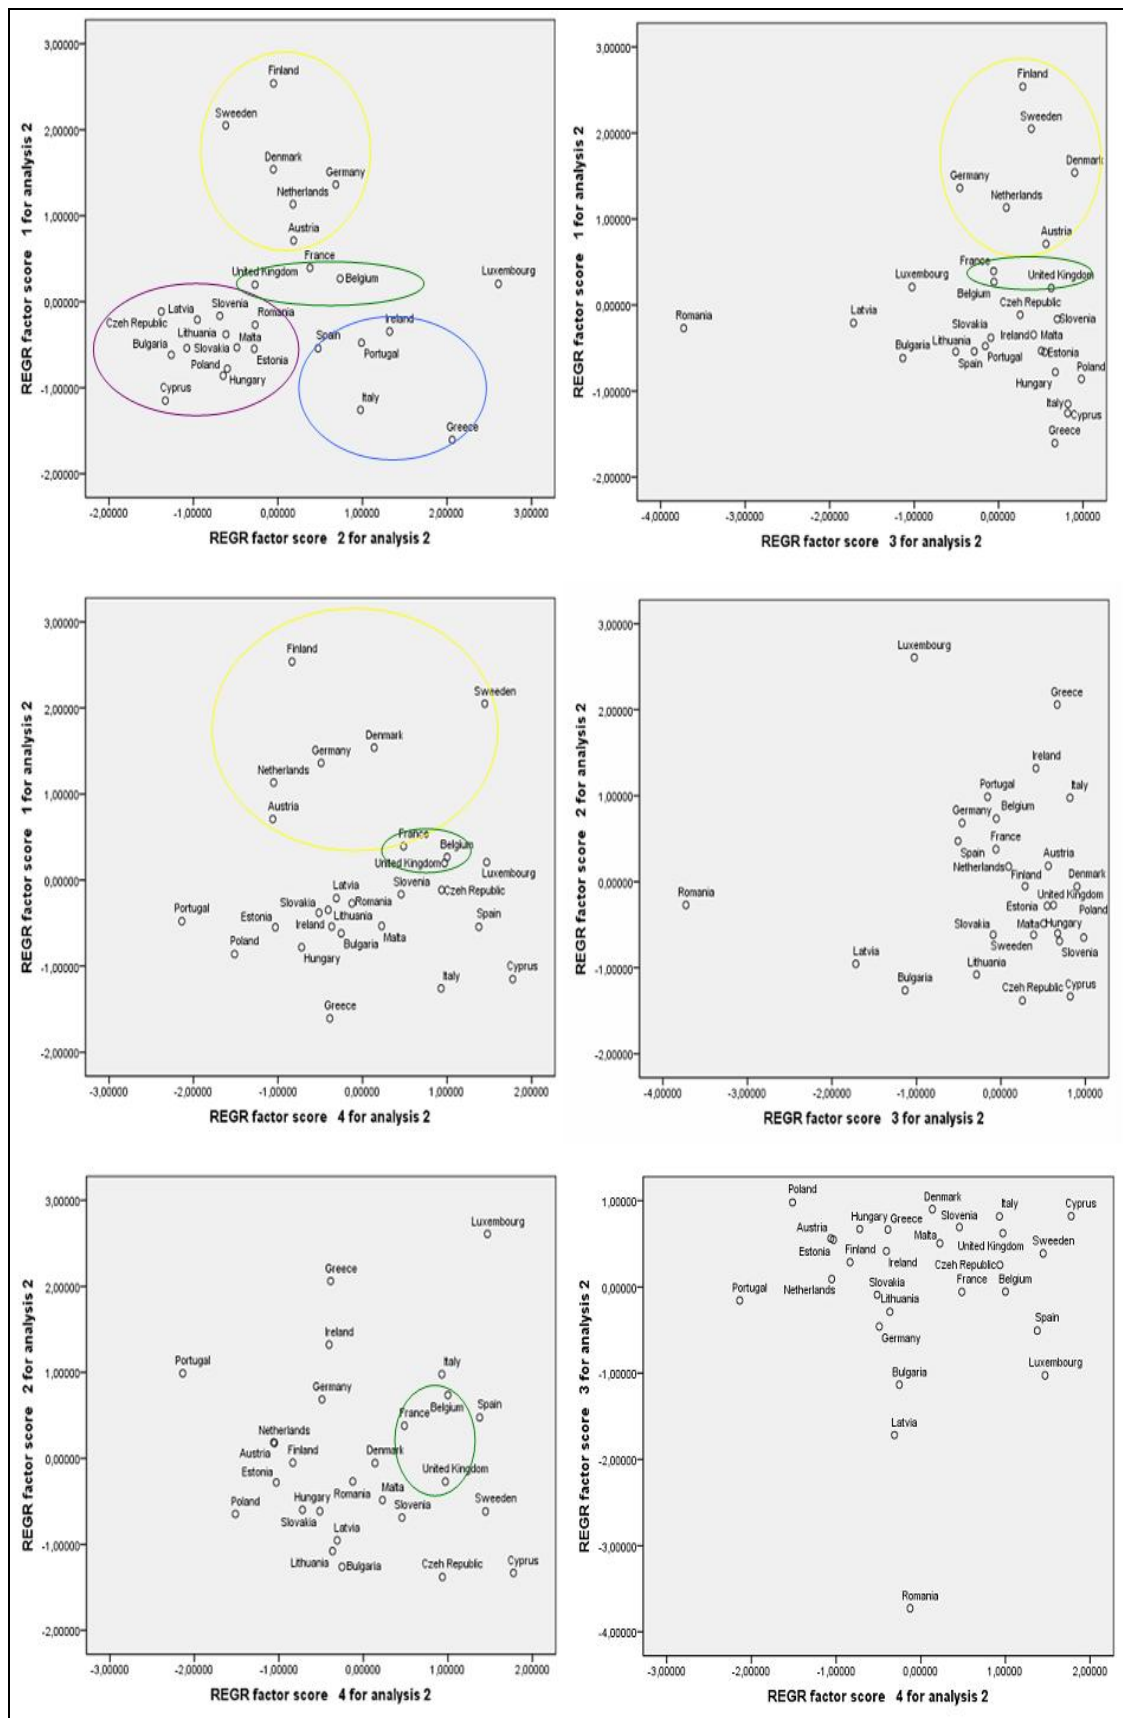 3,00000
2,00000
1,00000
0,00000
-1,00000
-2,00000
REGR factor score 1 for analysis 2
Finland
Sweeden
Denmark
Germany
Netherlands
Austria
France
United Kingdom
Belgium
Luxembourg
Latvia
Slovenia
Czeh Republic
Romania
Lithuania
Malta
Bulgaria
Slovakia
Estonia
Poland
Hungary
Cyprus
Ireland
Spain
Portugal
Italy
Greece
-2,00000 -1,00000 0,00000 1,00000 2,00000 3,00000
REGR factor score 2 for analysis 2
3,00000
2,00000
1,00000
0,00000
-1,00000
-2,00000
REGR factor score 1 for analysis 2
Finland
Sweeden
Denmark
Germany
Netherlands
Austria
France
Luxembourg
United Kingdom
Belgium
Romania
Latvia
Czeh Republic
Slovenia
Slovakia
Ireland
Malta
Bulgaria
Lithuania
Estonia
Spain
Portugal
Hungary
Poland
Italy
Cyprus
Greece
-4,00000 -3,00000 -2,00000 -1,00000 0,00000 1,00000
REGR factor score 3 for analysis 2
3,00000
2,00000
1,00000
0,00000
-1,00000
-2,00000
REGR factor score 1 for analysis 2
Finland
Sweeden
Denmark
Germany
Netherlands
Austria
France
Belgium
United Kingdom
Luxembourg
Latvia
Slovenia
Czeh Republic
Slovakia
Romania
Portugal
Estonia
Ireland
Lithuania
Spain
Poland
Hungary
Bulgaria
Malta
Italy
Cyprus
Greece
-3,00000 -2,00000 -1,00000 0,00000 1,00000 2,00000
REGR factor score 4 for analysis 2
3,00000
2,00000
1,00000
0,00000
-1,00000
-2,00000
REGR factor score 2 for analysis 2
Luxembourg
Greece
Ireland
Portugal
Italy
Germany
Belgium
France
Spain
Netherlands
Austria
Finland
Denmark
Romania
United Kingdom
Estonia
Poland
Slovakia
Malta
Hungary
Sweeden
Slovenia
Latvia
Lithuania
Bulgaria
Czeh Republic
Cyprus
-4,00000 -3,00000 -2,00000 -1,00000 0,00000 1,00000
REGR factor score 3 for analysis 2
3,00000
2,00000
1,00000
0,00000
-1,00000
-2,00000
REGR factor score 2 for analysis 2
Luxembourg
Greece
Ireland
Portugal
Italy
Germany
Belgium
Spain
France
Netherlands
Austria
Finland
Denmark
Estonia
United Kingdom
Poland
Hungary
Romania
Malta
Sweeden
Slovakia
Slovenia
Latvia
Lithuania
Bulgaria
Czeh Republic
Cyprus
-3,00000 -2,00000 -1,00000 0,00000 1,00000 2,00000
REGR factor score 4 for analysis 2
1,00000
0,00000
-1,00000
-2,00000
-3,00000
-4,00000
REGR factor score 3 for analysis 2
Poland
Denmark
Italy
Cyprus
Austria
Hungary
Greece
Slovenia
Malta
United Kingdom
Sweeden
Estonia
Finland
Ireland
Czeh Republic
Portugal
Netherlands
Slovakia
France
Belgium
Lithuania
Spain
Germany
Bulgaria
Luxembourg
Latvia
Romania
-3,00000 -2,00000 -1,00000 0,00000 1,00000 2,00000
REGR factor score 4 for analysis 2